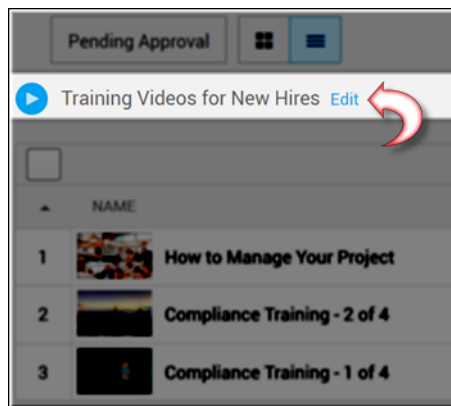 Pending Approval
Training Videos for New Hires Edit
NAME
1 How to Manage Your Project
2 Compliance Training - 2 of 4
3 Compliance Training - 1 of 4